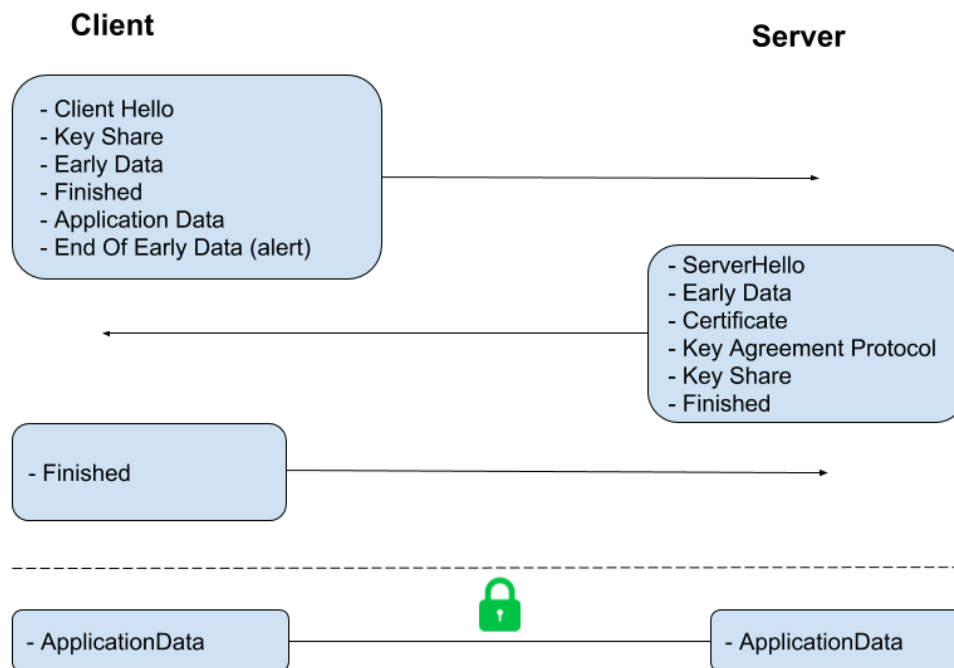 Client
Server
- Client Hello
- Key Share
- Early Data
- Finished
- Application Data
- End Of Early Data (alert)
- ServerHello
- Early Data
- Certificate
- Key Agreement Protocol
- Key Share
- Finished
- Finished
- ApplicationData
- ApplicationData